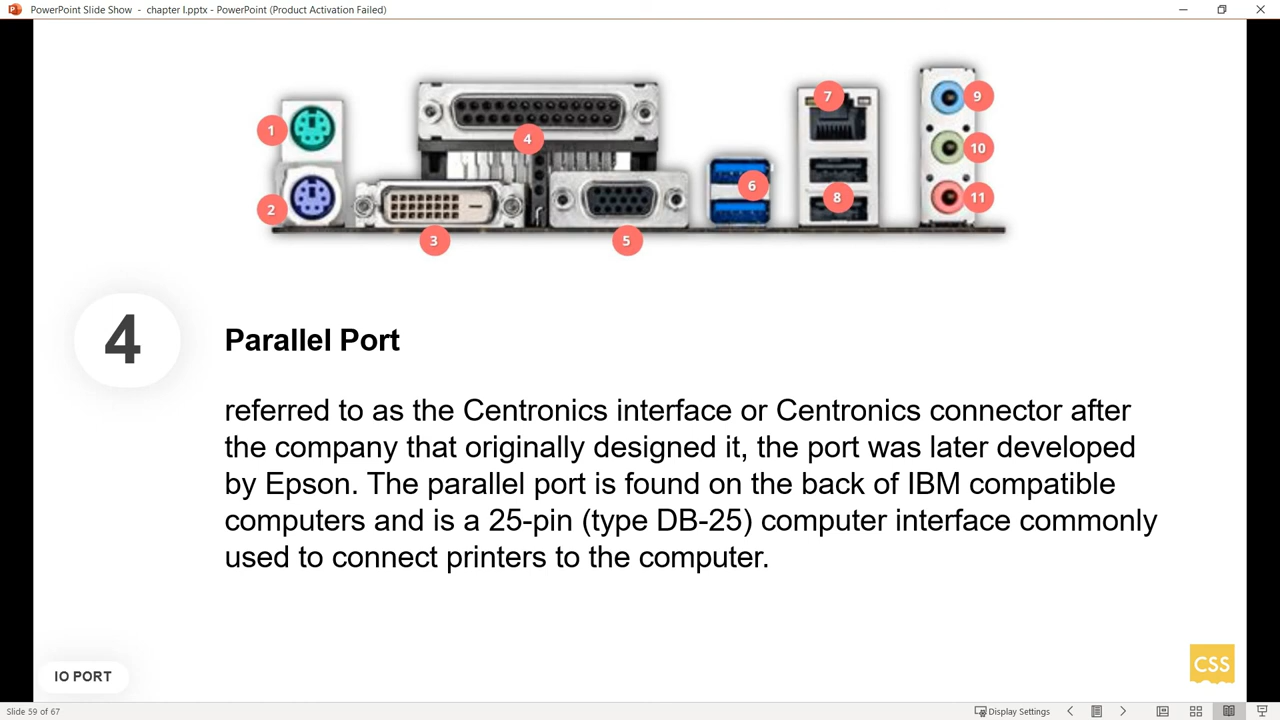 PowerPoint Slide Show - chapter I.pptx - PowerPoint (Product Activation Failed)
1
2
3
4
5
6
7
8
9
10
11
4
Parallel Port
referred to as the Centronics interface or Centronics connector after
the company that originally designed it, the port was later developed
by Epson. The parallel port is found on the back of IBM compatible
computers and is a 25-pin (type DB-25) computer interface commonly
used to connect printers to the computer.
IO PORT
CSS
Slide 59 of 67
Display Settings